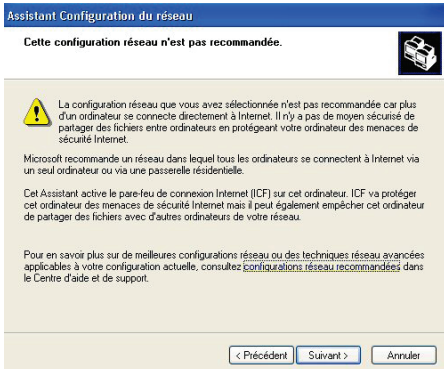 Assistant Configuration du réseau
Cette configuration réseau n'est pas recommandée.
La configuration réseau que vous avez sélectionnée n'est pas recommandée car plus
d'un ordinateur se connecte directement à Internet. Il n'y a pas de moyen sécurisé de
partager des fichiers entre ordinateurs en protégeant votre ordinateur des menaces de
sécurité Internet.
Microsoft recommande un réseau dans lequel tous les ordinateurs se connectent à Internet via
un seul ordinateur ou via une passerelle résidentielle.
Cet Assistant active le pare-feu de connexion Internet (ICF) sur cet ordinateur. ICF va protéger
cet ordinateur des menaces de sécurité Internet mais il peut également empêcher cet ordinateur
de partager des fichiers avec d'autres ordinateurs de votre réseau.
Pour en savoir plus sur de meilleures configurations réseau ou des techniques réseau avancées
applicables à votre configuration actuelle, consultez configurations réseau recommandées dans
le Centre d'aide et de support.
< Précédent Suivant > Annuler